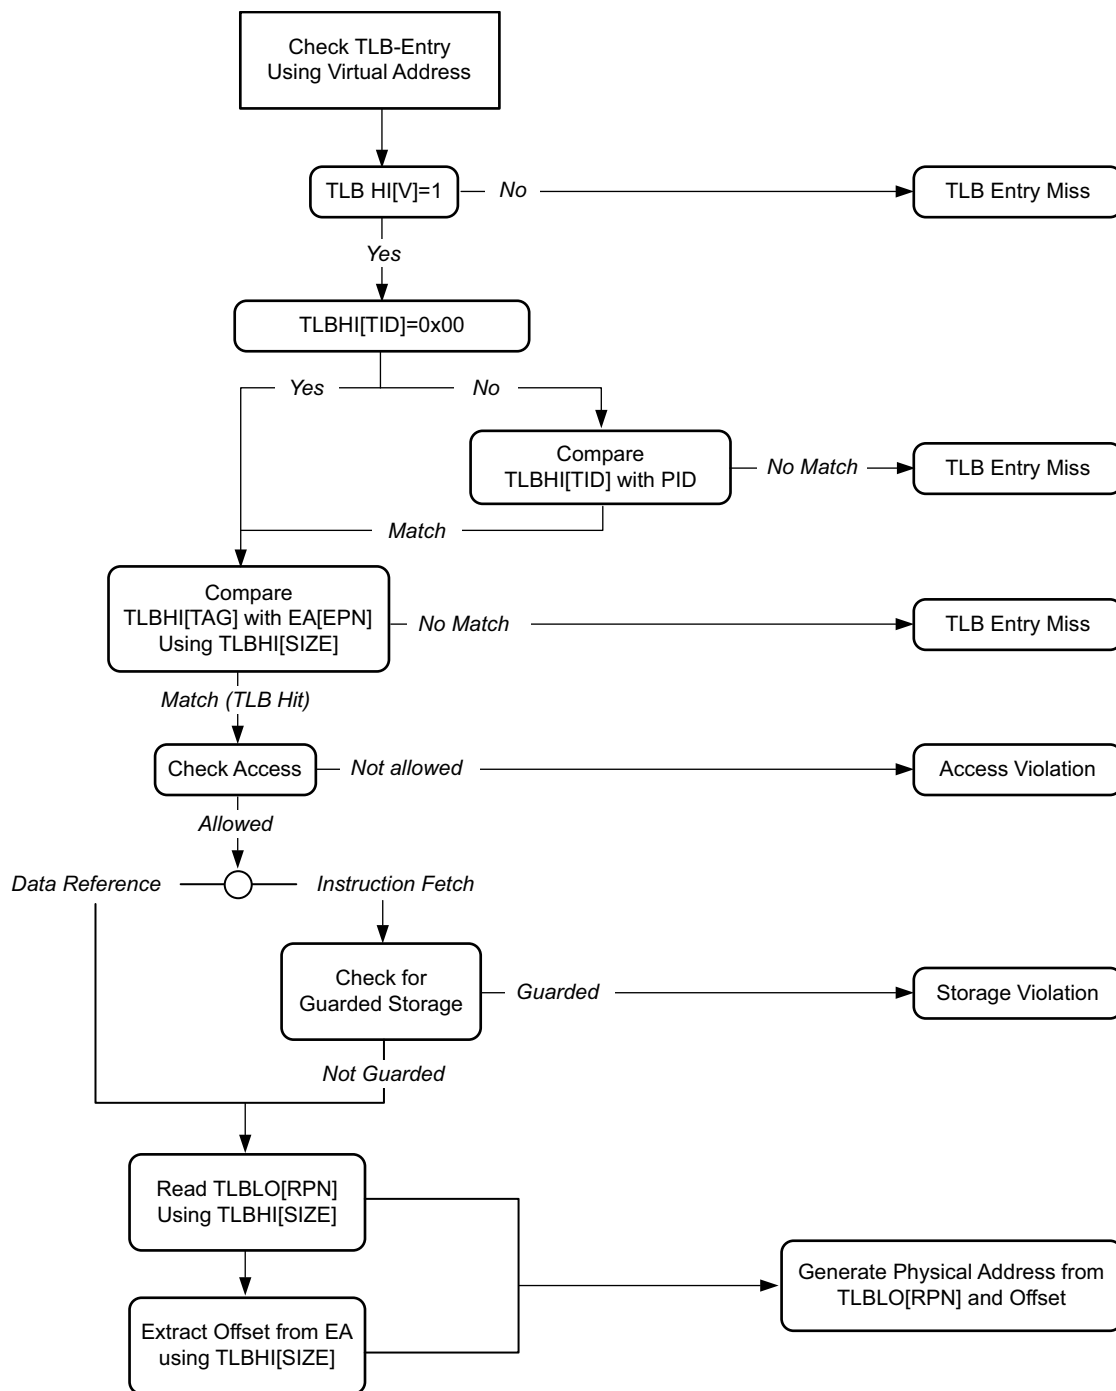 Check TLB-Entry
Using Virtual Address
TLB HI[V]=1
No
TLB Entry Miss
Yes
TLBHI[TID]=0x00
Yes
No
Compare
TLBHI[TID] with PID
No Match
TLB Entry Miss
Match
Compare
TLBHI[TAG] with EA[EPN]
Using TLBHI[SIZE]
No Match
TLB Entry Miss
Match (TLB Hit)
Check Access
Not allowed
Access Violation
Allowed
Data Reference
Instruction Fetch
Check for
Guarded Storage
Guarded
Storage Violation
Not Guarded
Read TLBLO[RPN]
Using TLBHI[SIZE]
Generate Physical Address from
TLBLO[RPN] and Offset
Extract Offset from EA
using TLBHI[SIZE]